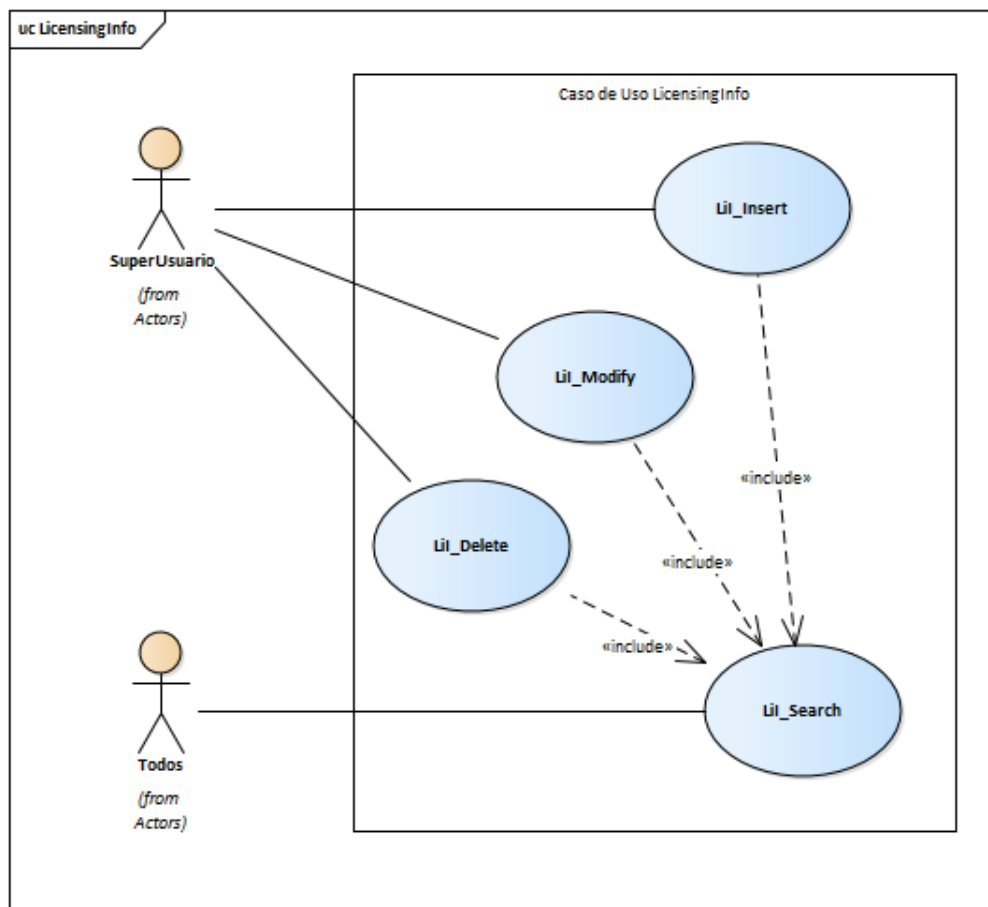 uc LicensingInfo
Caso de Uso LicensingInfo
LiI_Insert
SuperUsuario
(from
Actors)
LiI_Modify
«include»
LiI_Delete
«include»
«include»
LiI_Search
Todos
(from
Actors)